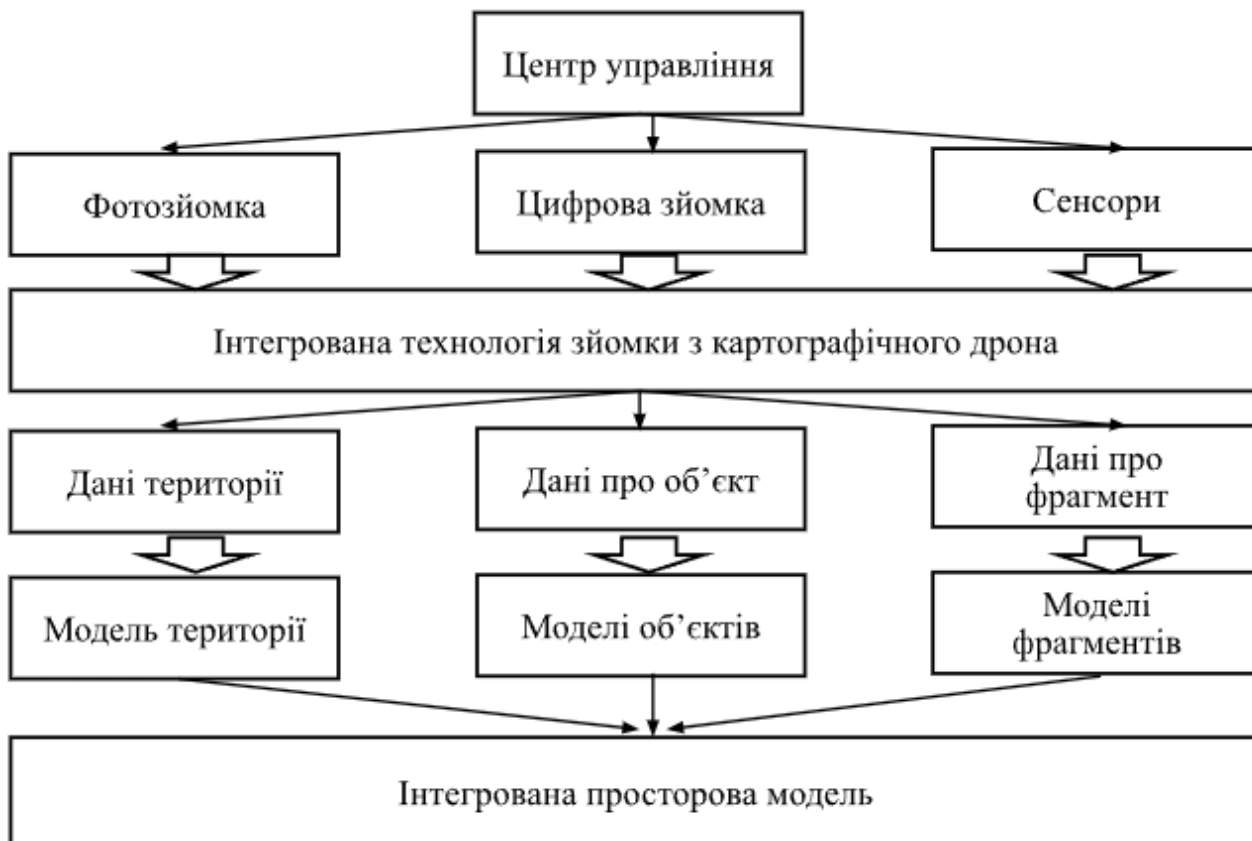 Центр управління
Фотозйомка
Цифрова зйомка
Сенсори
Інтегрована технологія зйомки з картографічного дрона
Дані території
Дані про об’єкт
Дані про
фрагмент
Модель території
Моделі об’єктів
Моделі
фрагментів
Інтегрована просторова модель